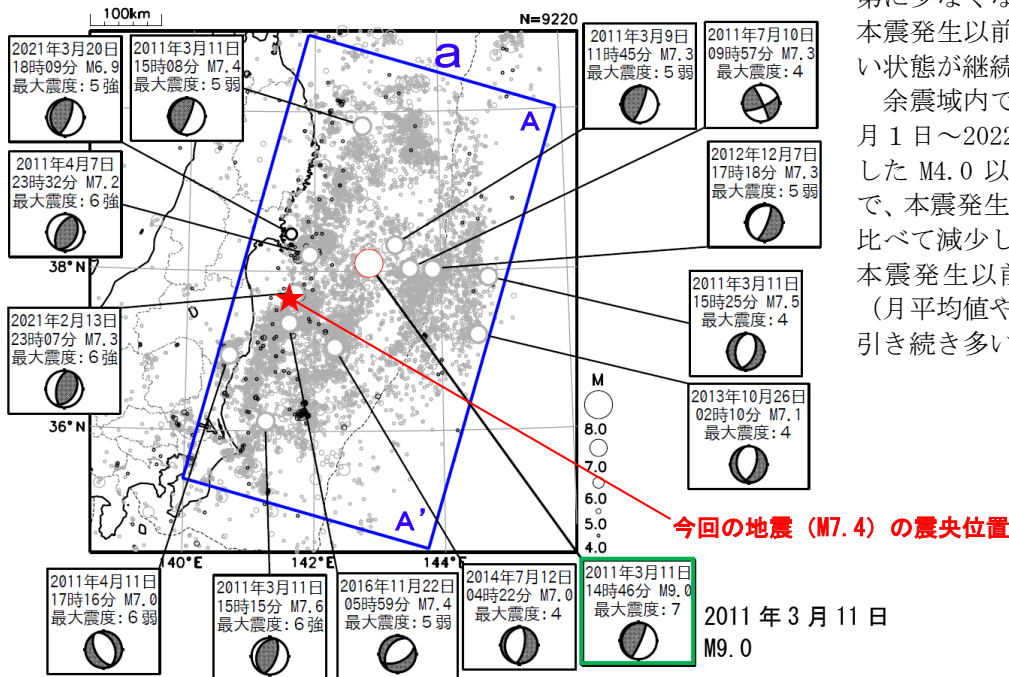 100km
N=9220
a
A
A'
2021年3月20日
18時09分 M6.9
最大震度:5強
2011年3月11日
15時08分 M7.4
最大震度:5弱
2011年3月9日
11時45分 M7.3
最大震度:5弱
2011年7月10日
09時57分 M7.3
最大震度:4
2011年4月7日
23時32分 M7.2
最大震度:6強
2012年12月7日
17時18分 M7.3
最大震度:5弱
38°N
2011年3月11日
15時25分 M7.5
最大震度:4
2021年2月13日
23時07分 M7.3
最大震度:6強
2013年10月26日
02時10分 M7.1
最大震度:4
36°N
M
8.0
7.0
6.0
5.0
4.0
今回の地震(M7.4)の震央位置
140°E
142°E
144°E
2011年4月11日
17時16分 M7.0
最大震度:6弱
2011年3月11日
15時15分 M7.6
最大震度:6強
2016年11月22日
05時59分 M7.4
最大震度:5弱
2014年7月12日
04時22分 M7.0
最大震度:4
2011年3月11日
14時46分 M9.0
最大震度:7
2011年3月11日
M9.0
第に少なくな
本震発生以前
い状態が継続
余震域内で
月1日~2022
した M4.0 以
で、本震発生
比べて減少し
本震発生以前
(月平均値や
引き続き多い